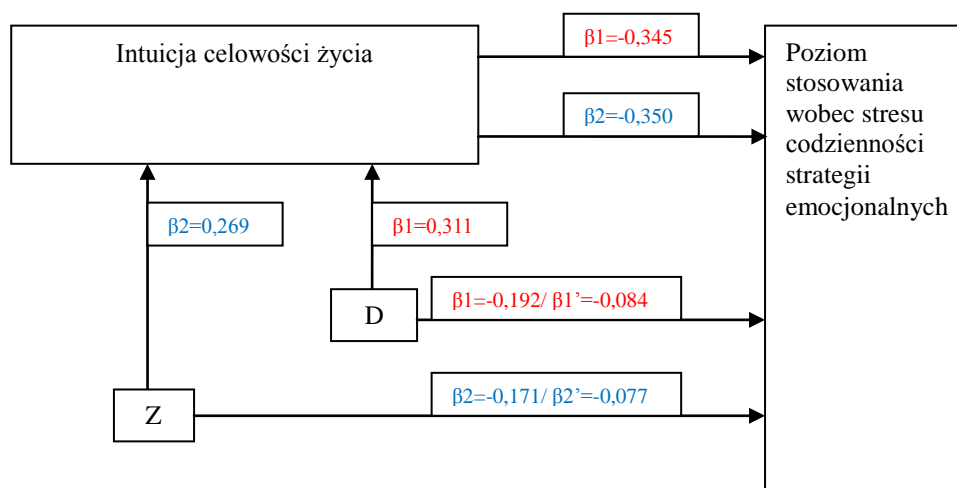 Intuicja celowości życia
β1=-0,345
β2=-0,350
Poziom
stosowania
wobec stresu
codzienności
strategii
emocjonalnych
β2=0,269
β1=0,311
D
β1=-0,192/ β1’=-0,084
Z
β2=-0,171/ β2’=-0,077